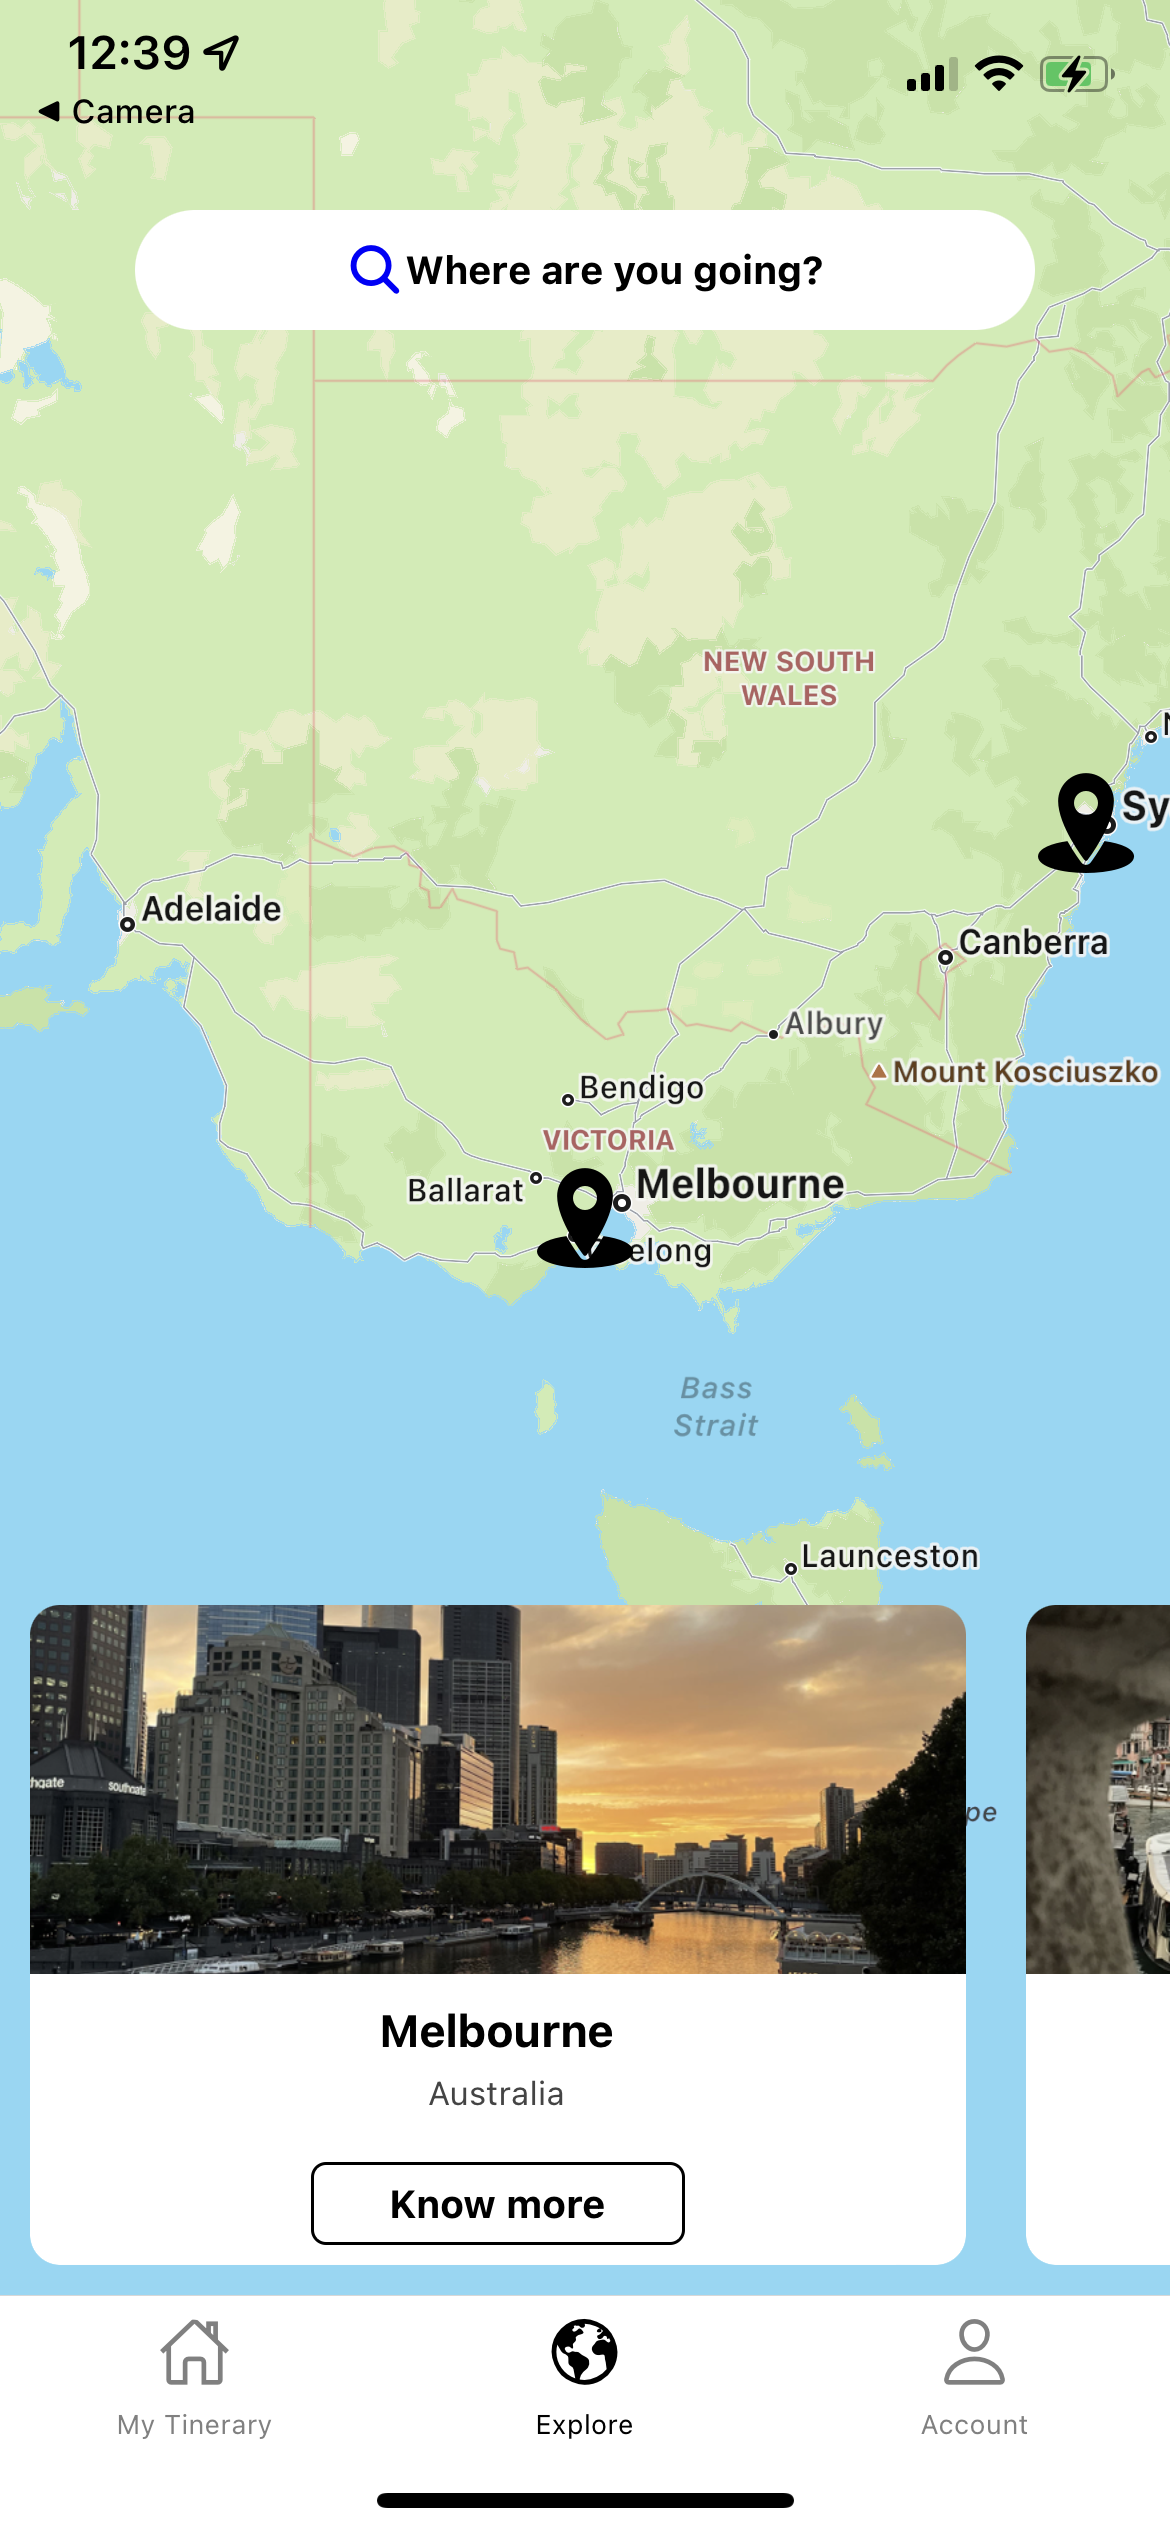 12:39
Camera
Where are you going?
NEW SOUTH
WALES
N
Sy
Adelaide
Canberra
Albury
Mount Kosciuszko
Bendigo
VICTORIA
Ballarat
Melbourne
elong
Bass
Strait
Launceston
hgate
southgate
pe
Melbourne
Australia
Know more
My Tinerary
Explore
Account